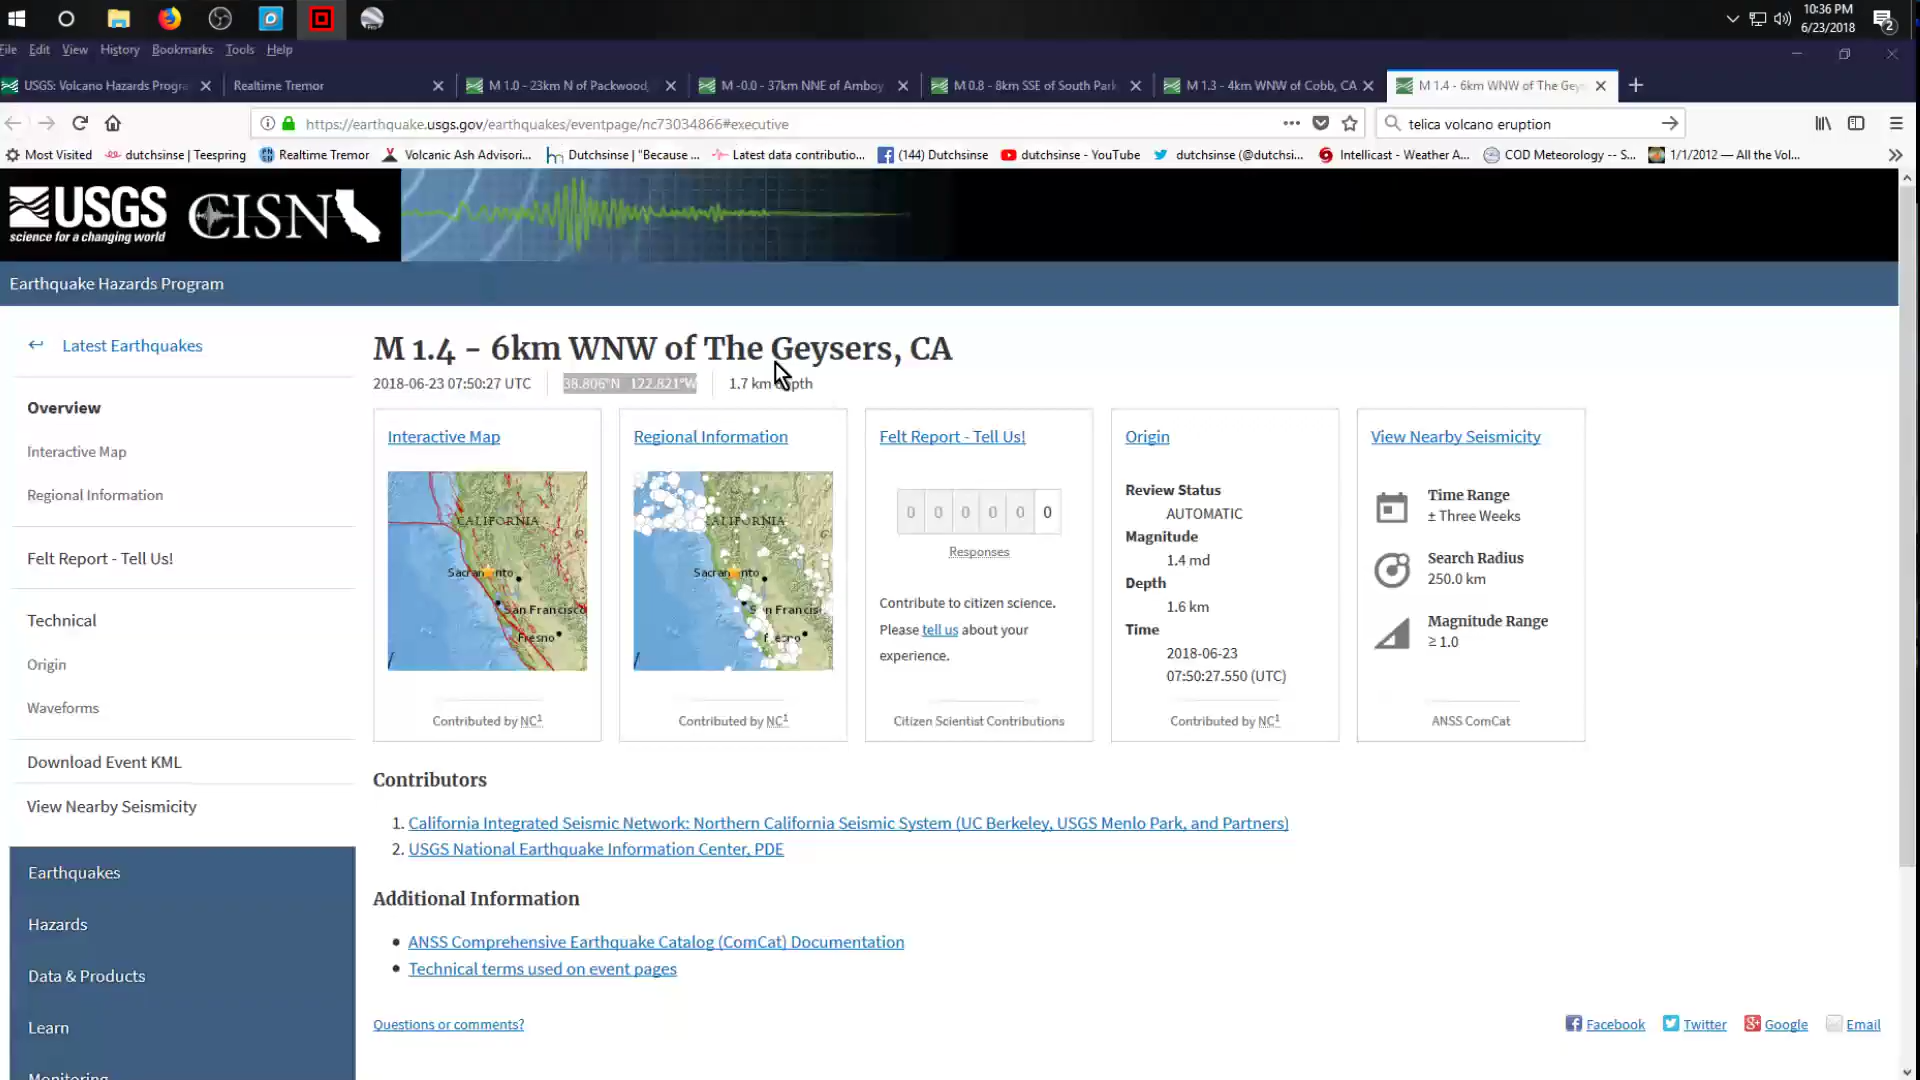 10:36 PM
6/23/2018
2
File Edit View History Bookmarks Tools Help
USGS: Volcano Hazards Progra
Realtime Tremor
M 1.0 - 23km N of Packwood,
M -0.0 - 37km NNE of Amboy
M 0.8 - 8km SSE of South Park
M 1.3 - 4km WNW of Cobb, CA
M 1.4 - 6km WNW of The Gey
https://earthquake.usgs.gov/earthquakes/eventpage/nc73034866#executive
telica volcano eruption
Most Visited
dutchsinse | Teespring
Realtime Tremor
Volcanic Ash Advisori...
Dutchsinse | "Because ...
Latest data contributio...
(144) Dutchsinse
dutchsinse - YouTube
dutchsinse (@dutchsi...
Intellicast - Weather A...
COD Meteorology -- S...
1/1/2012 — All the Vol...
USGS
science for a changing world
CISN
Earthquake Hazards Program
Latest Earthquakes
Overview
Interactive Map
Regional Information
Felt Report - Tell Us!
Technical
Origin
Waveforms
Download Event KML
View Nearby Seismicity
Earthquakes
Hazards
Data & Products
Learn
Monitoring
M 1.4 - 6km WNW of The Geysers, CA
2018-06-23 07:50:27 UTC
38.806°N 122.821°W
1.7 km depth
Interactive Map
CALIFORNIA
Sacramento
San Francisco
Fresno
Contributed by NC1
Regional Information
CALIFORNIA
Sacramento
San Francisc
Fresno
Contributed by NC1
Felt Report - Tell Us!
0 0 0 0 0 0
Responses
Contribute to citizen science.
Please tell us about your
experience.
Citizen Scientist Contributions
Origin
Review Status
AUTOMATIC
Magnitude
1.4 md
Depth
1.6 km
Time
2018-06-23
07:50:27.550 (UTC)
Contributed by NC1
View Nearby Seismicity
Time Range
± Three Weeks
Search Radius
250.0 km
Magnitude Range
≥ 1.0
ANSS ComCat
Contributors
1. California Integrated Seismic Network: Northern California Seismic System (UC Berkeley, USGS Menlo Park, and Partners)
2. USGS National Earthquake Information Center, PDE
Additional Information
ANSS Comprehensive Earthquake Catalog (ComCat) Documentation
Technical terms used on event pages
Questions or comments?
Facebook
Twitter
Google
Email